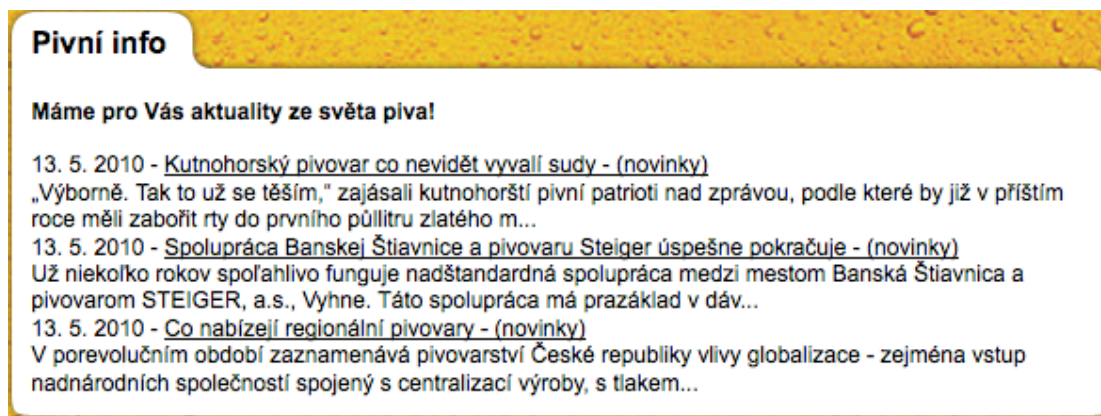 Pivní info
Máme pro Vás aktuality ze světa piva!
13. 5. 2010 - Kutnohorský pivovar co nevidět vyvalí sudy - (novinky)
„Výborně. Tak to už se těším,“ zajásali kutnohorští pivní patrioti nad zprávou, podle které by již v příštím
roce měli zabořit rty do prvního půllitru zlatého m...
13. 5. 2010 - Spolupráca Banskej Štiavnice a pivovaru Steiger úspešne pokračuje - (novinky)
Už niekoľko rokov spoľahlivo funguje nadštandardná spolupráca medzi mestom Banská Štiavnica a
pivovarom STEIGER, a.s., Vyhne. Táto spolupráca má prazáklad v dáv...
13. 5. 2010 - Co nabízejí regionální pivovary - (novinky)
V porevolučním období zaznamenává pivovarství České republiky vlivy globalizace - zejména vstup
nadnárodních společností spojený s centralizací výroby, s tlakem...